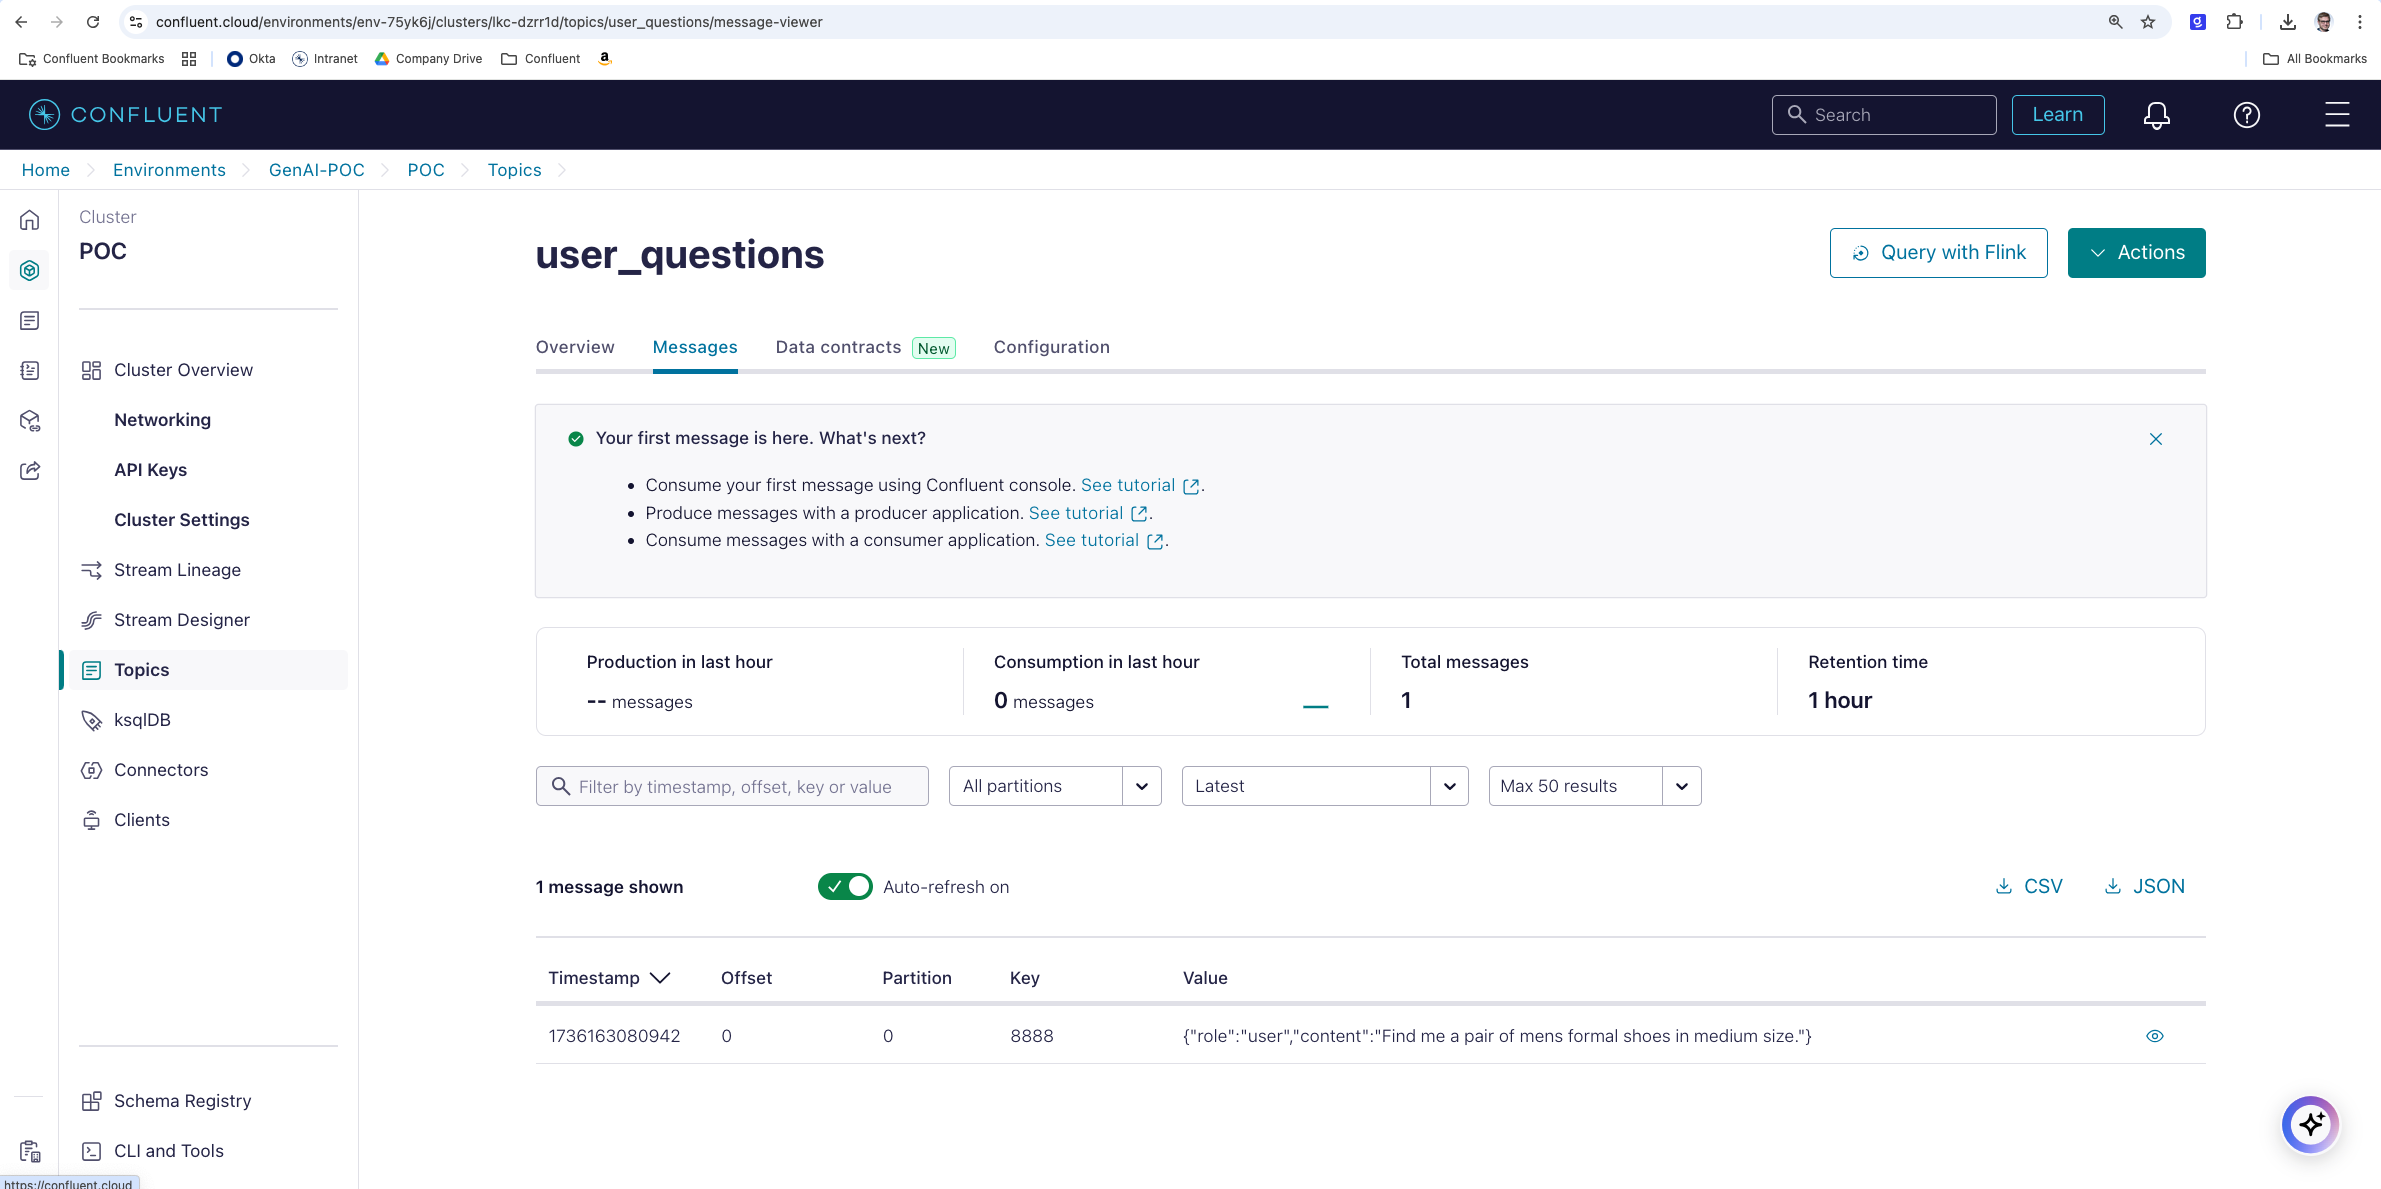 confluent.cloud/environments/env-75yk6j/clusters/lkc-dzrr1d/topics/user_questions/message-viewer
Confluent Bookmarks Okta Intranet Company Drive Confluent All Bookmarks
CONFLUENT Search Learn
Home Environments GenAI-POC POC Topics
Cluster
POC
Cluster Overview
Networking
API Keys
Cluster Settings
Stream Lineage
Stream Designer
Topics
ksqlDB
Connectors
Clients
Schema Registry
CLI and Tools
https://confluent.cloud
user_questions
Query with Flink
Actions
Overview Messages Data contracts New Configuration
Your first message is here. What's next?
• Consume your first message using Confluent console. See tutorial .
• Produce messages with a producer application. See tutorial .
• Consume messages with a consumer application. See tutorial .
Production in last hour
-- messages
Consumption in last hour
0 messages
Total messages
1
Retention time
1 hour
Filter by timestamp, offset, key or value All partitions Latest Max 50 results
1 message shown Auto-refresh on CSV JSON
Timestamp Offset Partition Key Value
1736163080942 0 0 8888 {"role":"user","content":"Find me a pair of mens formal shoes in medium size."}